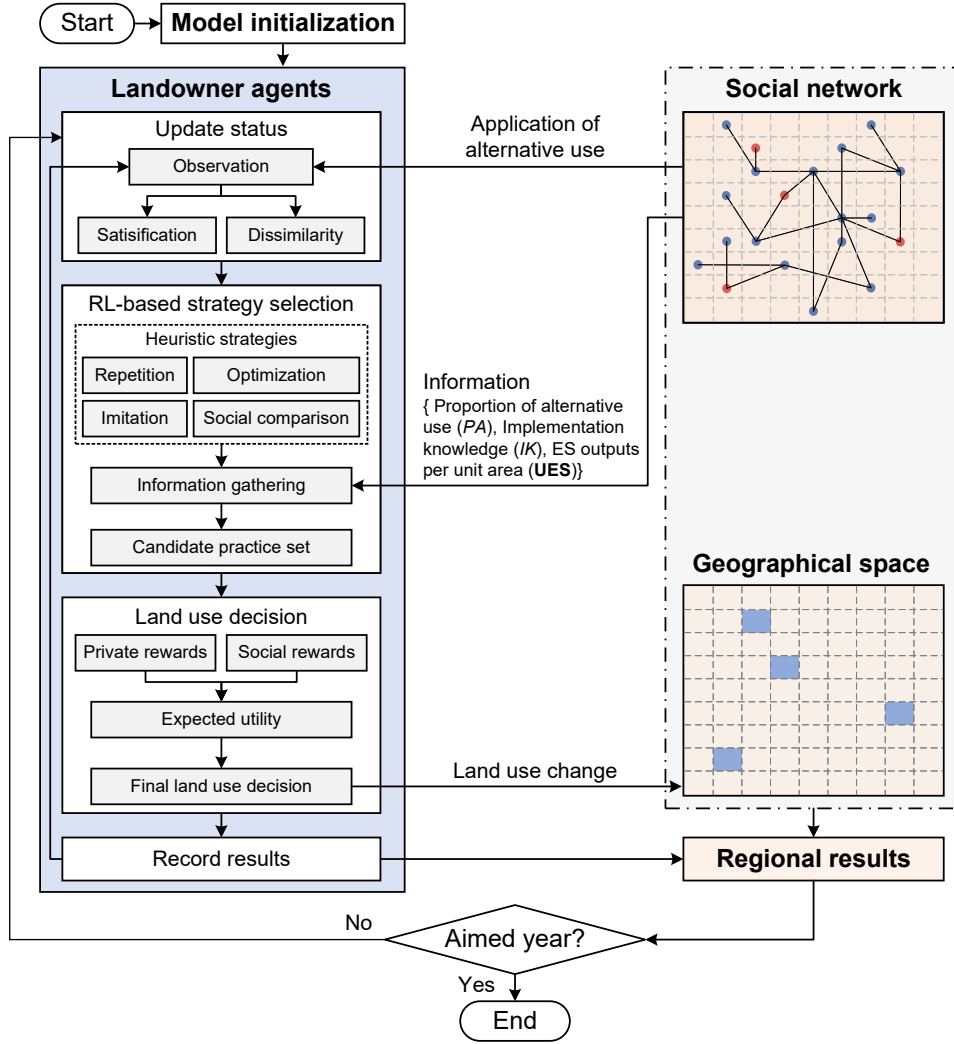 Start
Model initialization
Landowner agents
Update status
Observation
Satisification
Dissimilarity
RL-based strategy selection
Heuristic strategies
Repetition
Optimization
Imitation
Social comparison
Information gathering
Candidate practice set
Land use decision
Private rewards
Social rewards
Expected utility
Final land use decision
Record results
Application of
alternative use
Information
{ Proportion of alternative
use (PA), Implementation
knowledge (IK), ES outputs
per unit area (UES)}
Land use change
Social network
Geographical space
Regional results
No
Aimed year?
Yes
End